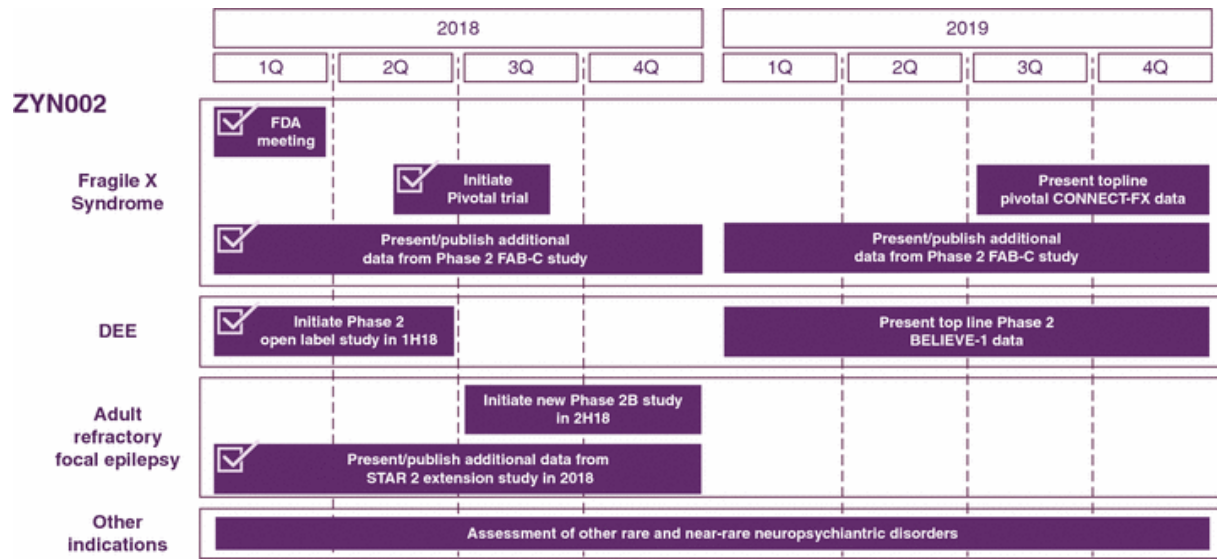 2018
2019
1Q
2Q
3Q
4Q
1Q
2Q
3Q
4Q
ZYN002
Fragile X
Syndrome
FDA
meeting
Initiate
Pivotal trial
Present topline
pivotal CONNECT-FX data
Present/publish additional
data from Phase 2 FAB-C study
Present/publish additional
data from Phase 2 FAB-C study
DEE
Initiate Phase 2
open label study in 1H18
Present top line Phase 2
BELIEVE-1 data
Adult
refractory
focal epilepsy
Initiate new Phase 2B study
in 2H18
Present/publish additional data from
STAR 2 extension study in 2018
Other
indications
Assessment of other rare and near-rare neuropsychiantric disorders